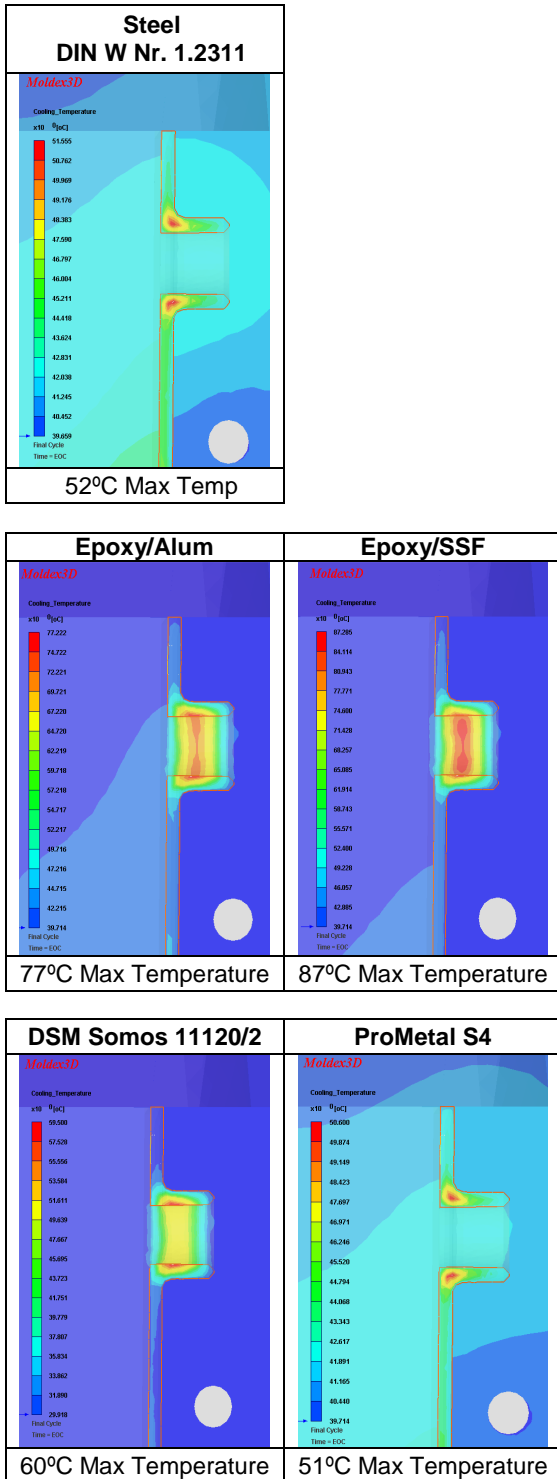 Steel
DIN W Nr. 1.2311
Moldex3D
Cooling_Temperature
x10 0[oC]
51.555
50.762
49.969
49.176
48.383
47.590
46.797
46.004
45.211
44.418
43.624
42.831
42.038
41.245
40.452
39.659
Final Cycle
Time = EOC
52ºC Max Temp
Epoxy/Alum
Epoxy/SSF
Moldex3D
Cooling_Temperature
x10 0[oC]
77.222
74.722
72.221
69.721
67.220
64.720
62.219
59.718
57.218
54.717
52.217
49.716
47.216
44.715
42.215
39.714
Final Cycle
Time = EOC
Moldex3D
Cooling_Temperature
x10 0[oC]
87.285
84.114
80.943
77.771
74.600
71.428
68.257
65.085
61.914
58.743
55.571
52.400
49.228
46.057
42.885
39.714
Final Cycle
Time = EOC
77ºC Max Temperature
87ºC Max Temperature
DSM Somos 11120/2
ProMetal S4
Moldex3D
Cooling_Temperature
x10 0[oC]
59.500
57.528
55.556
53.584
51.611
49.639
47.667
45.695
43.723
41.751
39.779
37.807
35.834
33.862
31.890
29.918
Final Cycle
Time = EOC
Moldex3D
Cooling_Temperature
x10 0[oC]
50.600
49.874
49.149
48.423
47.697
46.971
46.246
45.520
44.794
44.068
43.343
42.617
41.891
41.165
40.440
39.714
Final Cycle
Time = EOC
60ºC Max Temperature
51ºC Max Temperature